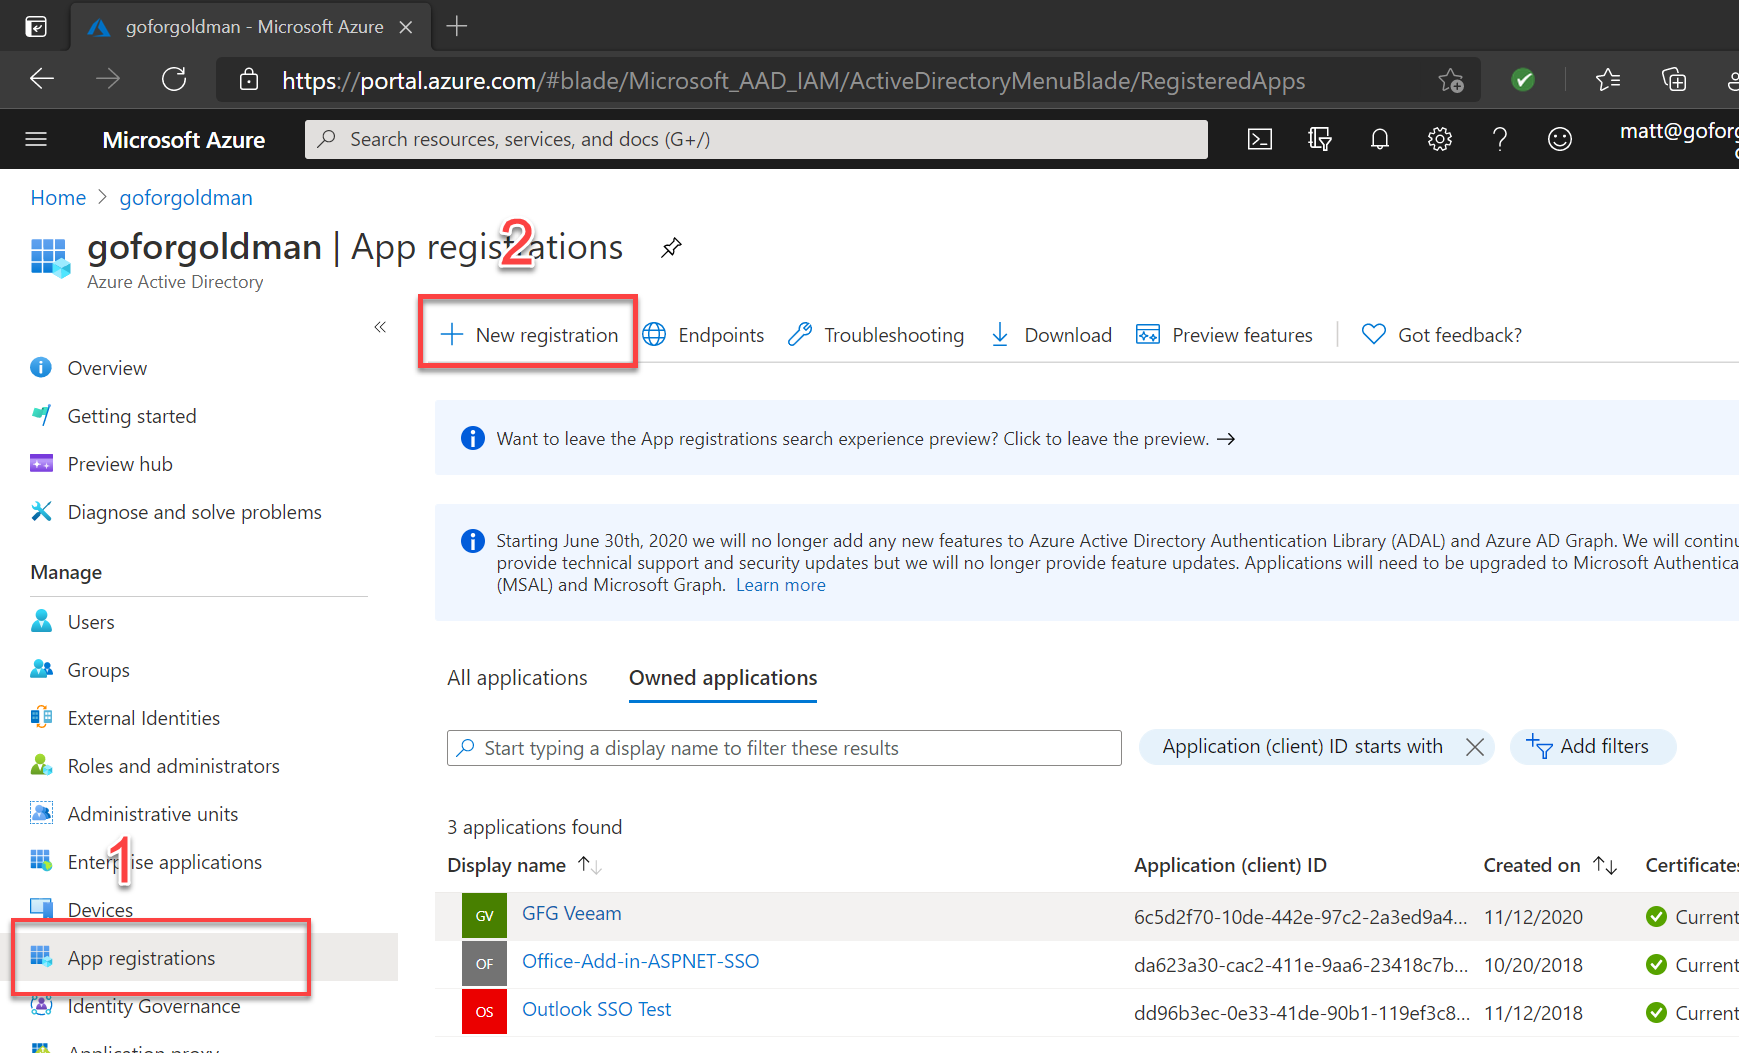 goforgoldman - Microsoft Azure
https://portal.azure.com/#blade/Microsoft_AAD_IAM/ActiveDirectoryMenuBlade/RegisteredApps
Microsoft Azure
Search resources, services, and docs (G+/)
matt@goforg
Home > goforgoldman
goforgoldman | App registrations
2
Azure Active Directory
«
New registration
Endpoints
Troubleshooting
Download
Preview features
Got feedback?
Overview
Getting started
Preview hub
Diagnose and solve problems
Manage
Users
Groups
External Identities
Roles and administrators
Administrative units
1
Enterprise applications
Devices
App registrations
Identity Governance
Application proxy
Want to leave the App registrations search experience preview? Click to leave the preview. →
Starting June 30th, 2020 we will no longer add any new features to Azure Active Directory Authentication Library (ADAL) and Azure AD Graph. We will continu
provide technical support and security updates but we will no longer provide feature updates. Applications will need to be upgraded to Microsoft Authentica
(MSAL) and Microsoft Graph. Learn more
All applications
Owned applications
Start typing a display name to filter these results
Application (client) ID starts with
Add filters
3 applications found
Display name ↑↓ Application (client) ID Created on ↑↓ Certificates
GV GFG Veeam 6c5d2f70-10de-442e-97c2-2a3ed9a4... 11/12/2020 Current
OF Office-Add-in-ASPNET-SSO da623a30-cac2-411e-9aa6-23418c7b... 10/20/2018 Current
OS Outlook SSO Test dd96b3ec-0e33-41de-90b1-119ef3c8... 11/12/2018 Current